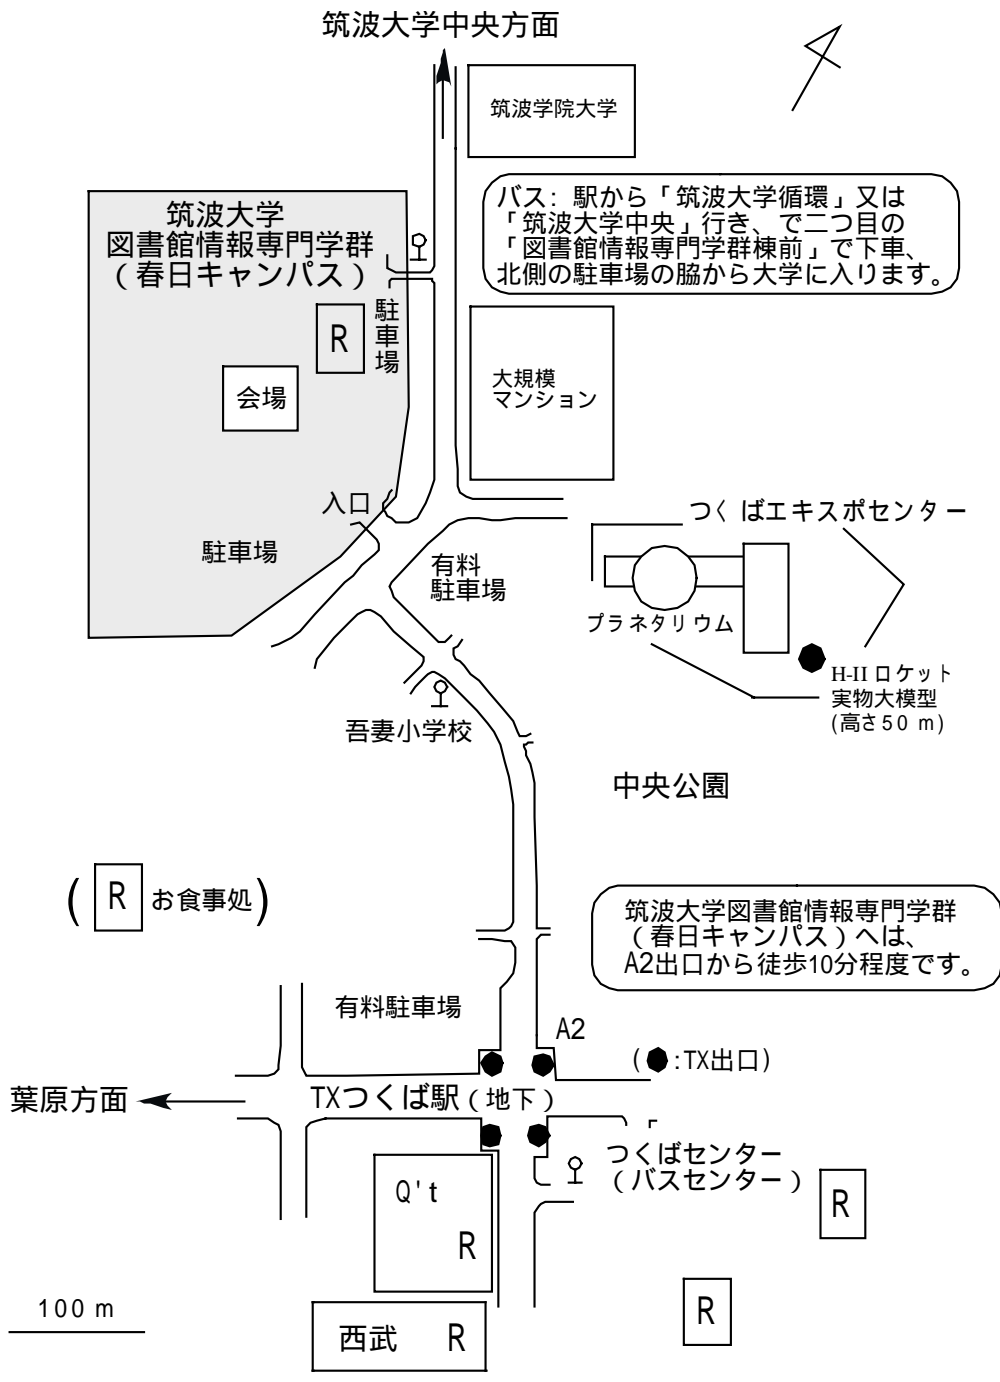 筑波大学中央方面
筑波学院大学
バス: 駅から「筑波大学循環」又は
「筑波大学中央」行き、で二つ目の
「図書館情報専門学群棟前」で下車、
北側の駐車場の脇から大学に入ります。
筑波大学
図書館情報専門学群
(春日キャンパス)
駐車場
R
会場
大規模
マンション
入口
駐車場
有料
駐車場
つくばエキスポセンター
プラネタリウム
H-II ロケット
実物大模型
(高さ50 m)
吾妻小学校
中央公園
( R お食事処)
筑波大学図書館情報専門学群
(春日キャンパス)へは、
A2出口から徒歩10分程度です。
有料駐車場
A2
(●:TX出口)
葉原方面
TXつくば駅(地下)
つくばセンター
(バスセンター)
Q't
R
R
R
西武 R
100 m